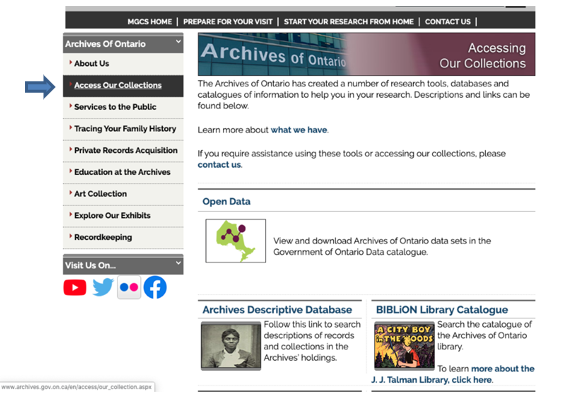 MGCS HOME | PREPARE FOR YOUR VISIT | START YOUR RESEARCH FROM HOME | CONTACT US |
Archives Of Ontario
About Us
Access Our Collections
Services to the Public
Tracing Your Family History
Private Records Acquisition
Education at the Archives
Art Collection
Explore Our Exhibits
Recordkeeping
Visit Us On...
Archives of Ontario
Accessing
Our Collections
The Archives of Ontario has created a number of research tools, databases and
catalogues of information to help you in your research. Descriptions and links can be
found below.
Learn more about what we have.
If you require assistance using these tools or accessing our collections, please
contact us.
Open Data
View and download Archives of Ontario data sets in the
Government of Ontario Data catalogue.
Archives Descriptive Database
Follow this link to search
descriptions of records
and collections in the
Archives' holdings.
BIBLiON Library Catalogue
A CITY BOY
IN THE WOODS
Search the catalogue of
the Archives of Ontario
library.
To learn more about the
J. J. Talman Library, click here.
www.archives.gov.on.ca/en/access/our_collection.aspx